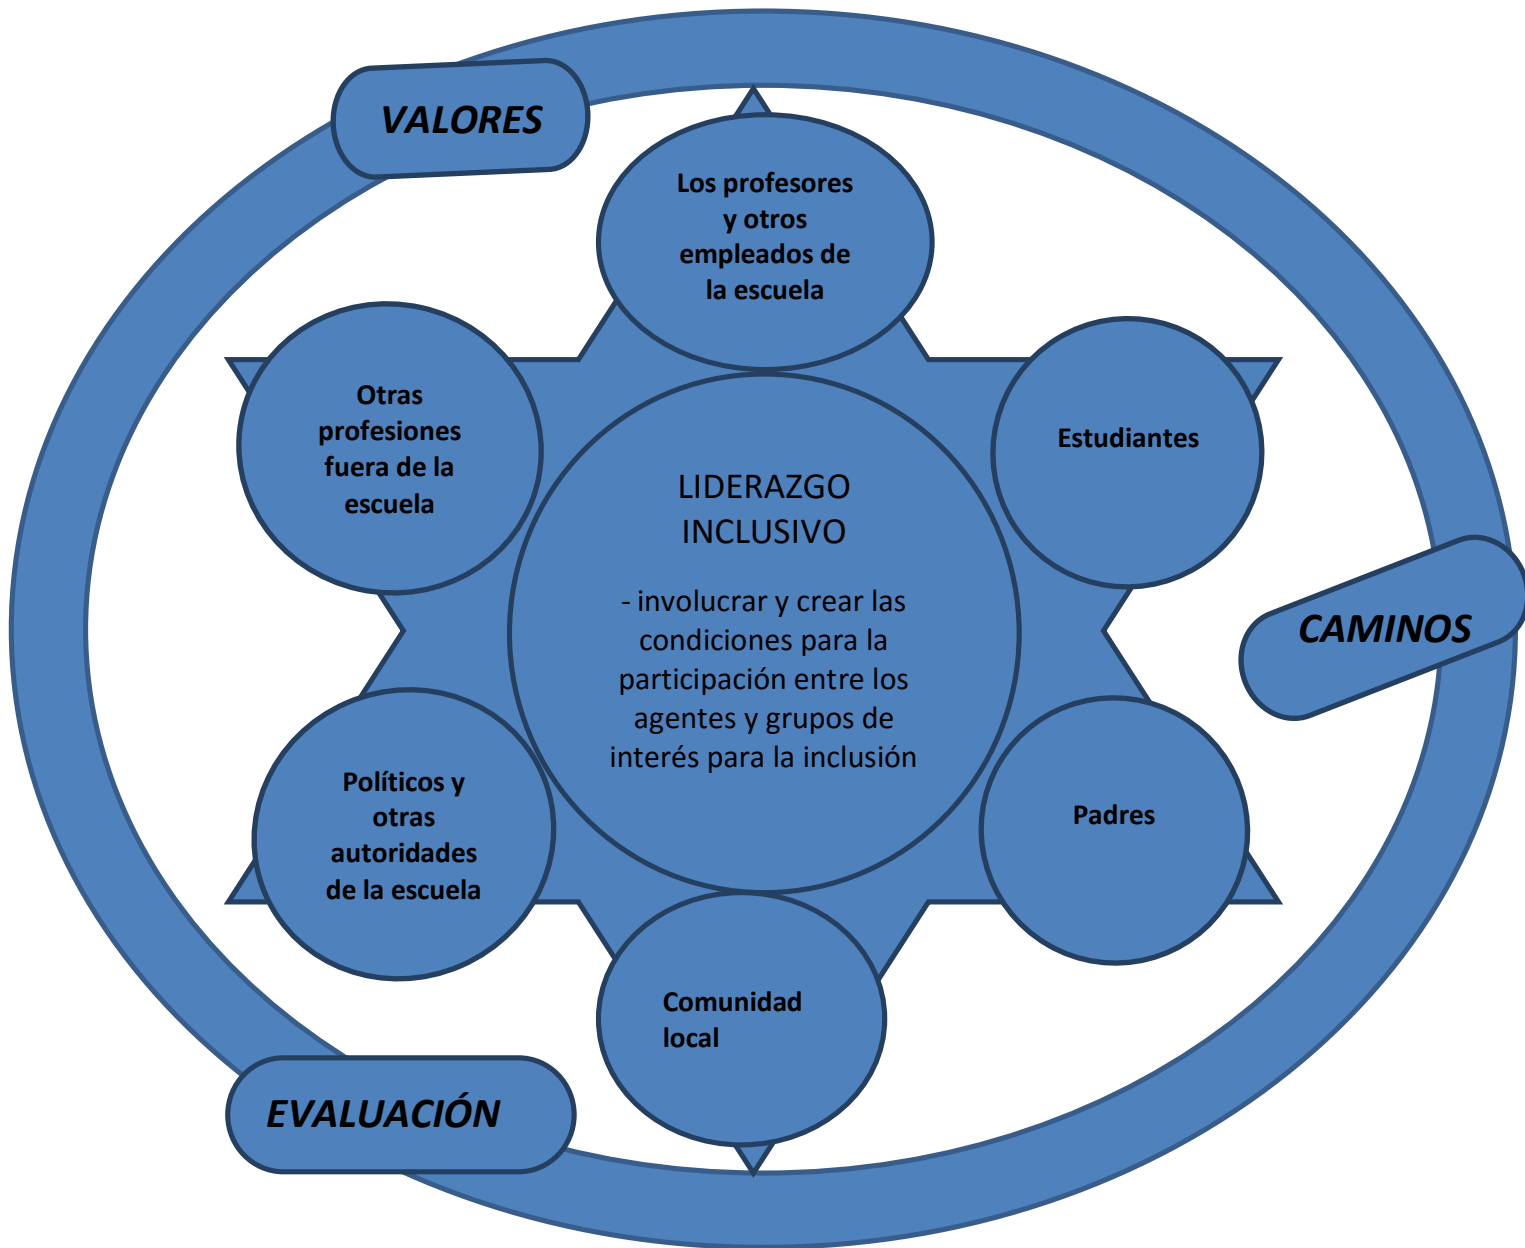 VALORES
Los profesores
y otros
empleados de
la escuela
Otras
profesiones
fuera de la
escuela
Estudiantes
LIDERAZGO
INCLUSIVO
- involucrar y crear las
condiciones para la
participación entre los
agentes y grupos de
interés para la inclusión
CAMINOS
Políticos y
otras
autoridades
de la escuela
Padres
Comunidad
local
EVALUACIÓN